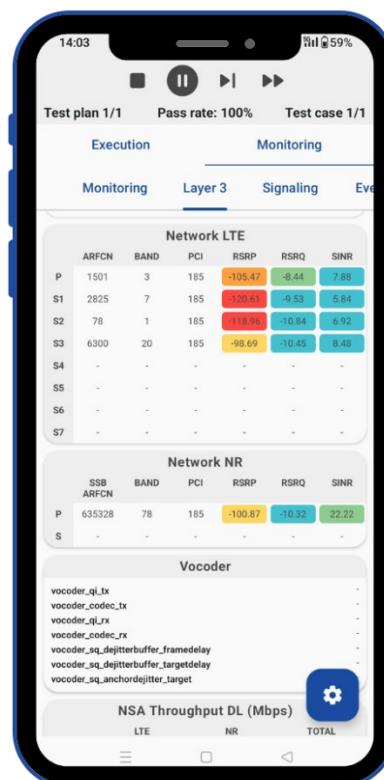 14:03 59%
Test plan 1/1 Pass rate: 100% Test case 1/1
Execution Monitoring
Monitoring Layer 3 Signaling Eve
Network LTE
ARFCN BAND PCI RSRP RSRQ SINR
P 1501 3 185 -105.47 -8.44 7.88
S1 2825 7 185 -120.61 -9.53 5.84
S2 78 1 185 -118.96 -10.84 6.92
S3 6300 20 185 -98.69 -10.45 8.48
S4 - - - - - -
S5 - - - - - -
S6 - - - - - -
S7 - - - - - -
Network NR
SSB ARFCN BAND PCI RSRP RSRQ SINR
P 635328 78 185 -100.87 -10.32 22.22
S - - - - - -
Vocoder
vocoder_qi_tx -
vocoder_codec_tx -
vocoder_qi_rx -
vocoder_codec_rx -
vocoder_sq_dejitterbuffer_framedelay -
vocoder_sq_dejitterbuffer_targetdelay -
vocoder_sq_anchordejitter_target
NSA Throughput DL (Mbps)
LTE NR TOTAL